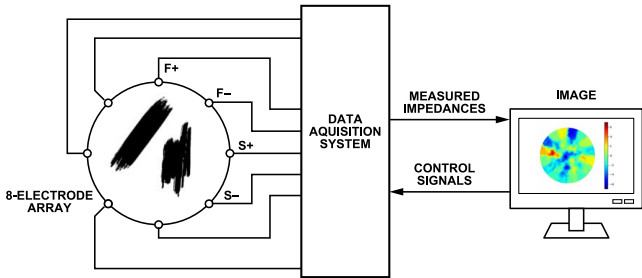 F+
F–
S+
S–
8-ELECTRODE
ARRAY
DATA
AQUISITION
SYSTEM
MEASURED
IMPEDANCES
CONTROL
SIGNALS
IMAGE